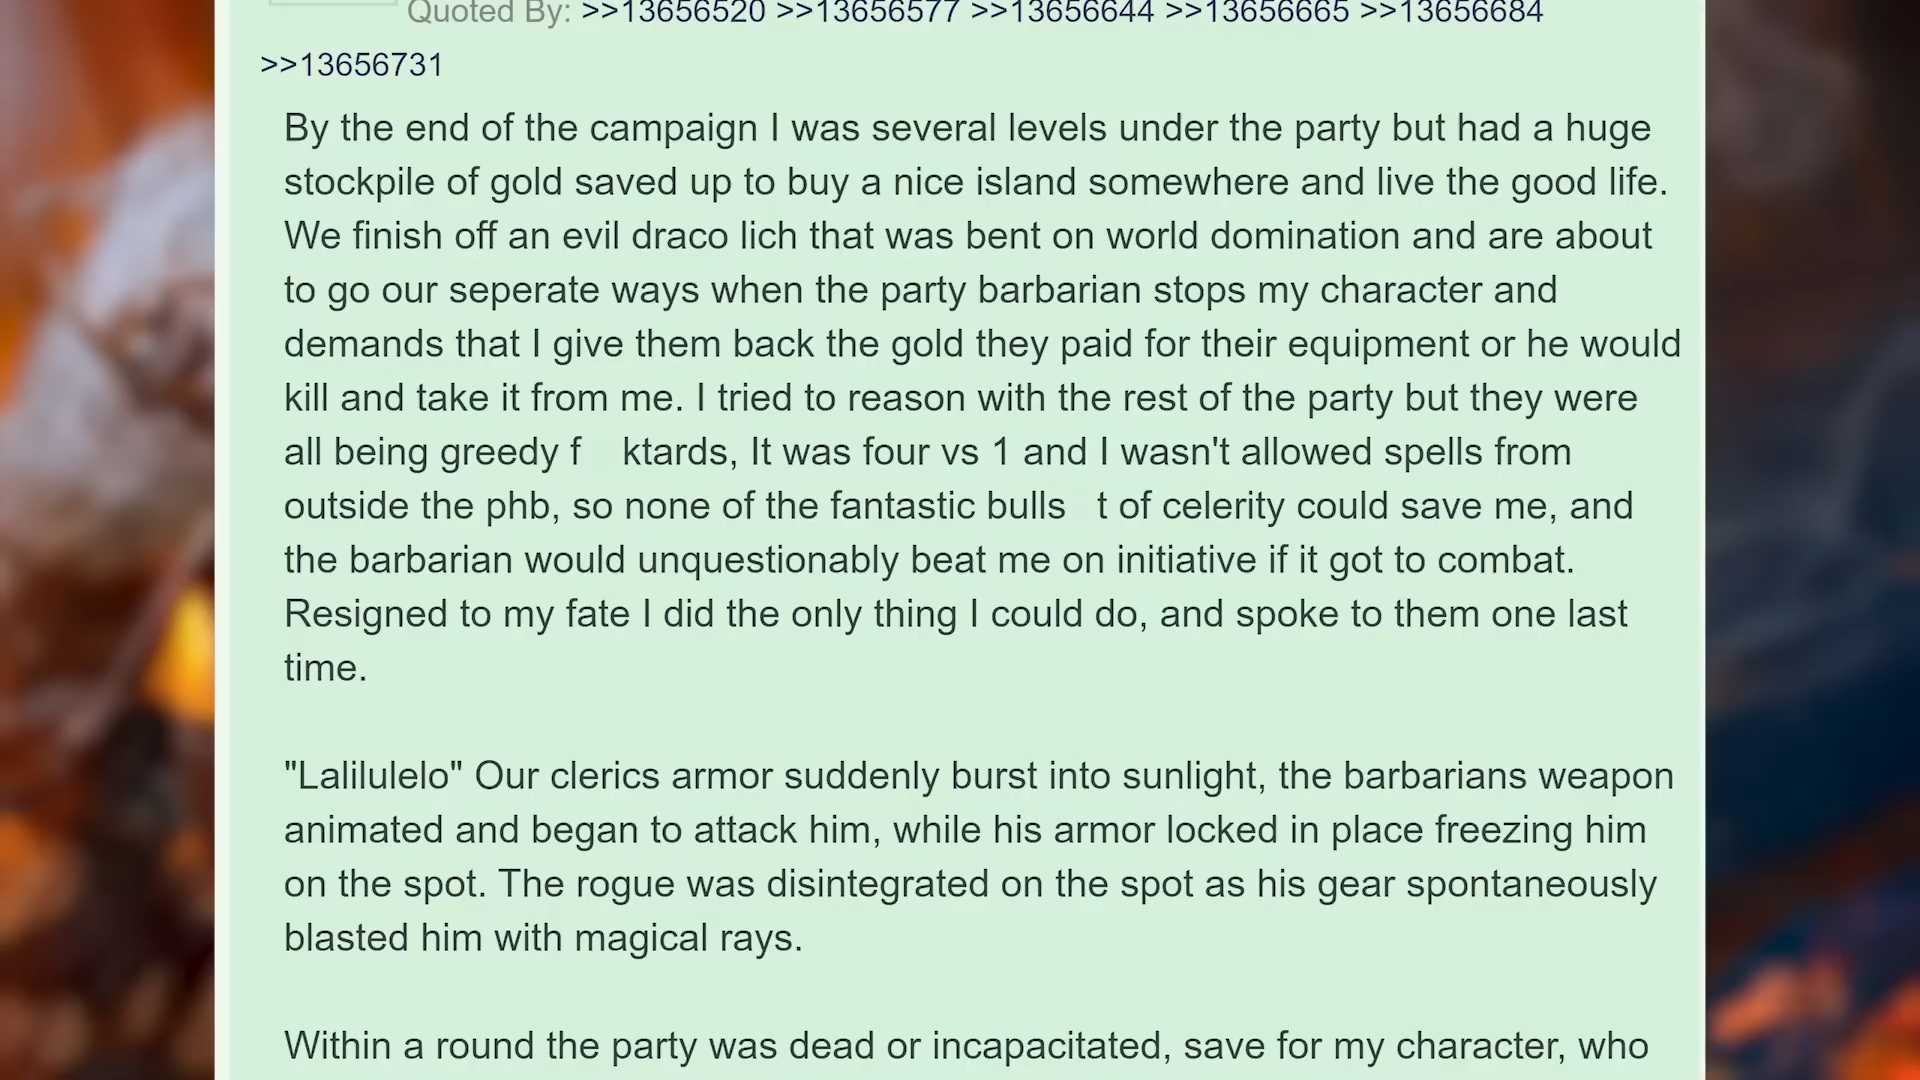 Quoted By: >>13656520 >>13656577 >>13656644 >>13656665 >>13656684
>>13656731
By the end of the campaign I was several levels under the party but had a huge
stockpile of gold saved up to buy a nice island somewhere and live the good life.
We finish off an evil draco lich that was bent on world domination and are about
to go our seperate ways when the party barbarian stops my character and
demands that I give them back the gold they paid for their equipment or he would
kill and take it from me. I tried to reason with the rest of the party but they were
all being greedy f ktards, It was four vs 1 and I wasn't allowed spells from
outside the phb, so none of the fantastic bulls t of celerity could save me, and
the barbarian would unquestionably beat me on initiative if it got to combat.
Resigned to my fate I did the only thing I could do, and spoke to them one last
time.
"Lalilulelo" Our clerics armor suddenly burst into sunlight, the barbarians weapon
animated and began to attack him, while his armor locked in place freezing him
on the spot. The rogue was disintegrated on the spot as his gear spontaneously
blasted him with magical rays.
Within a round the party was dead or incapacitated, save for my character, who